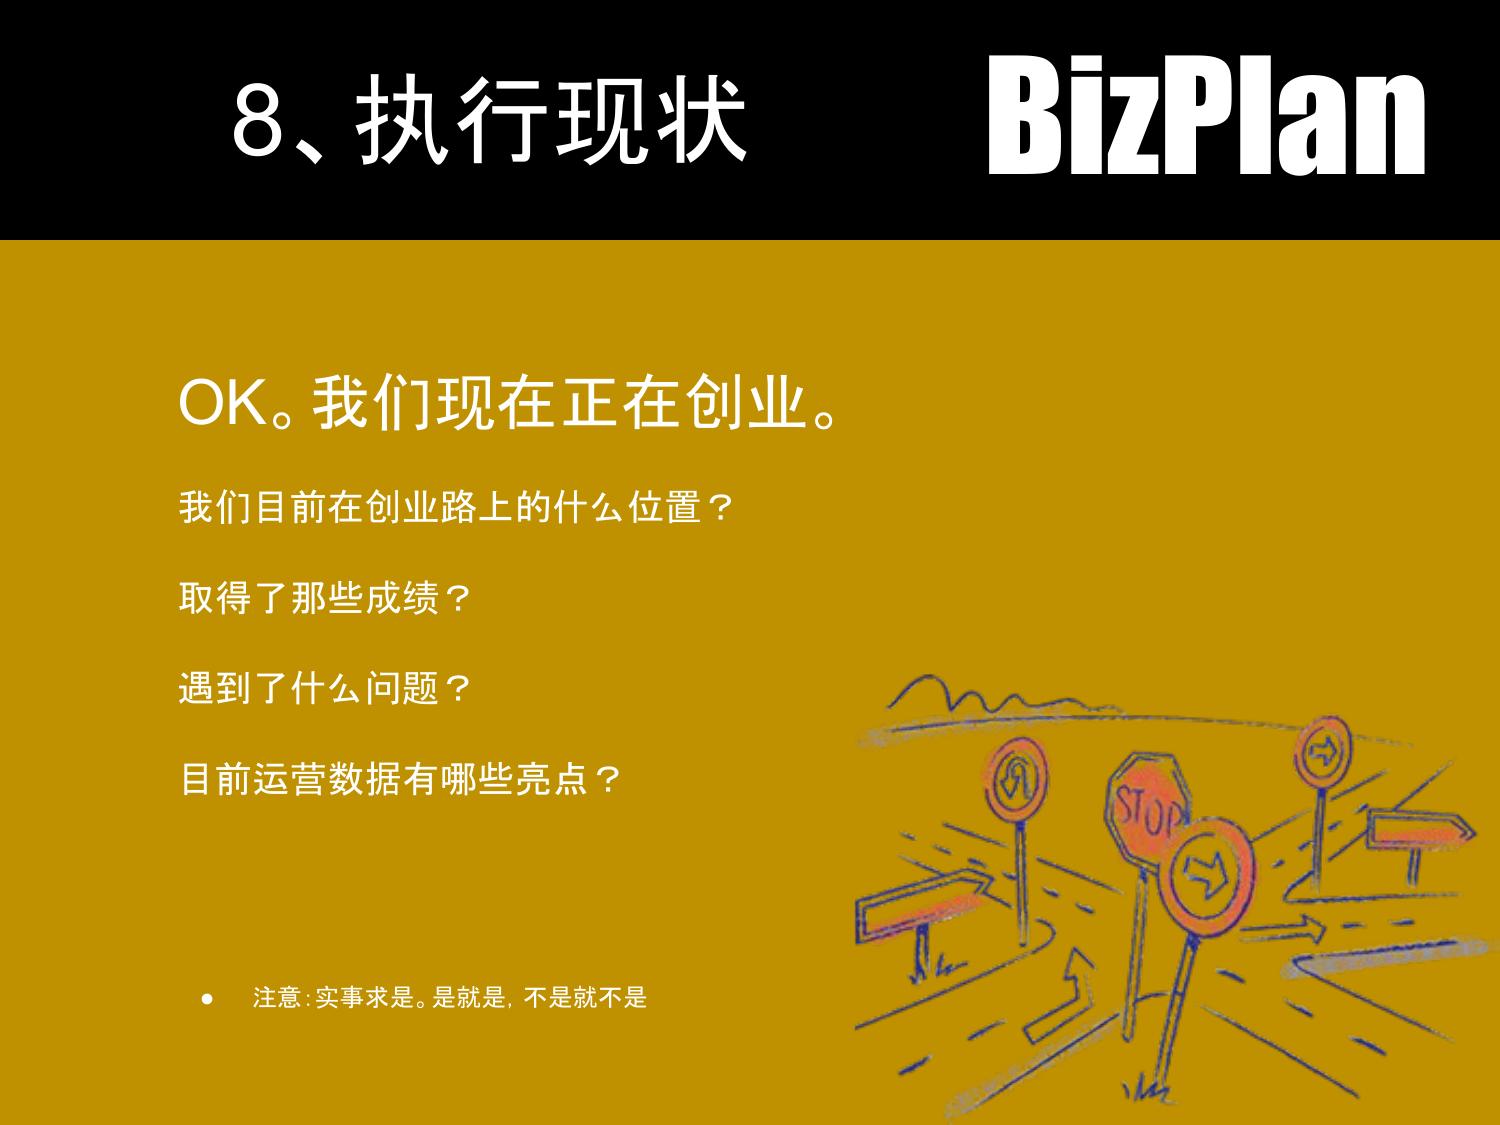 8、执行现状
BizPlan
OK。我们现在正在创业。
我们目前在创业路上的什么位置？
取得了那些成绩？
遇到了什么问题？
目前运营数据有哪些亮点？
STOP
● 注意：实事求是。是就是，不是就不是